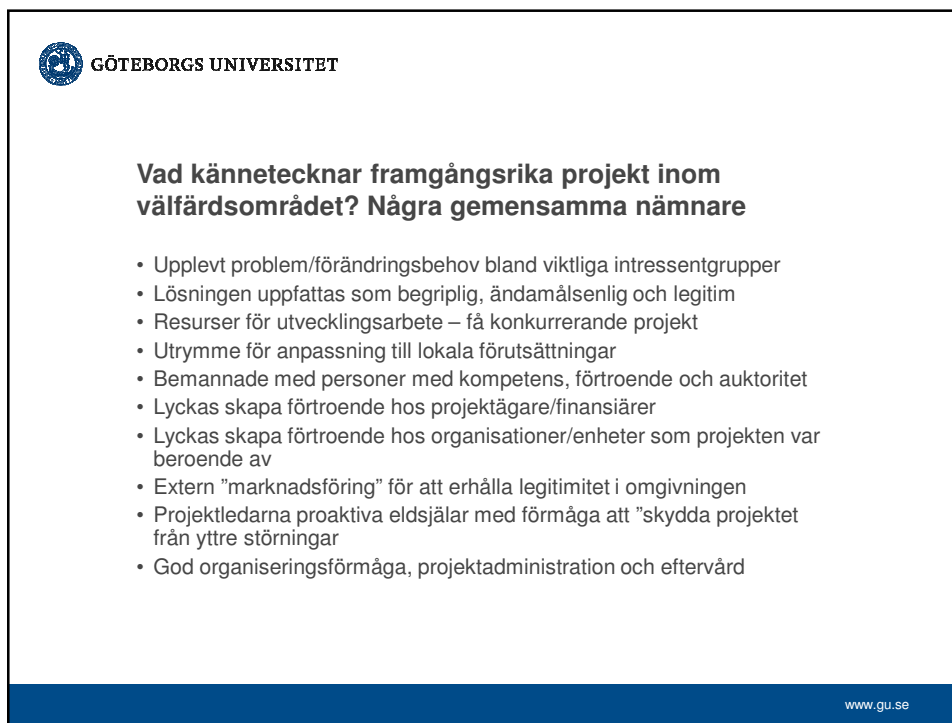 GÖTEBORGS UNIVERSITET
Vad kännetecknar framgångsrika projekt inom
välfärdsområdet? Några gemensamma nämnare
• Upplevt problem/förändringsbehov bland viktliga intressentgrupper
• Lösningen uppfattas som begriplig, ändamålsenlig och legitim
• Resurser för utvecklingsarbete – få konkurrerande projekt
• Utrymme för anpassning till lokala förutsättningar
• Bemannade med personer med kompetens, förtroende och auktoritet
• Lyckas skapa förtroende hos projektägare/finansiärer
• Lyckas skapa förtroende hos organisationer/enheter som projekten var
beroende av
• Extern ”marknadsföring” för att erhålla legitimitet i omgivningen
• Projektledarna proaktiva eldsjälar med förmåga att ”skydda projektet
från yttre störningar
• God organiseringsförmåga, projektadministration och eftervård
www.gu.se